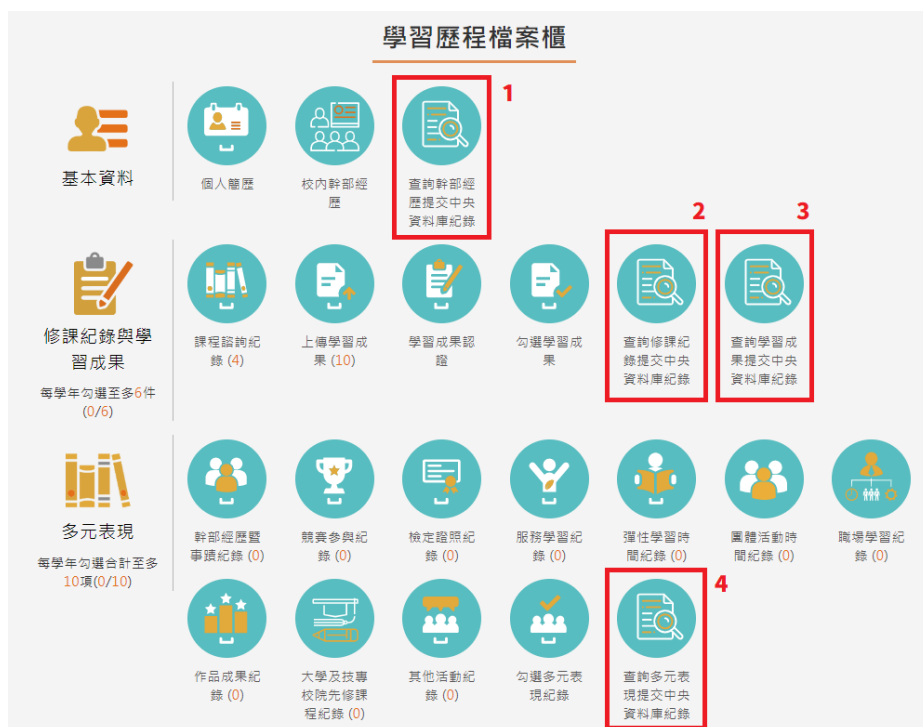 學習歷程檔案櫃
1
基本資料
個人簡歷
校內幹部經
歷
查詢幹部經
歷提交中央
資料庫紀錄
2
3
修課紀錄與學
習成果
每學年勾選至多6件
(0/6)
課程諮詢紀
錄 (4)
上傳學習成
果 (10)
學習成果認
證
勾選學習成
果
查詢修課紀
錄提交中央
資料庫紀錄
查詢學習成
果提交中央
資料庫紀錄
多元表現
每學年勾選合計至多
10項(0/10)
幹部經歷暨
事蹟紀錄 (0)
競賽參與紀
錄 (0)
檢定證照紀
錄 (0)
服務學習紀
錄 (0)
彈性學習時
間紀錄 (0)
團體活動時
間紀錄 (0)
職場學習紀
錄 (0)
4
作品成果紀
錄 (0)
大學及技專
校院先修課
程紀錄 (0)
其他活動紀
錄 (0)
勾選多元表
現紀錄
查詢多元表
現提交中央
資料庫紀錄